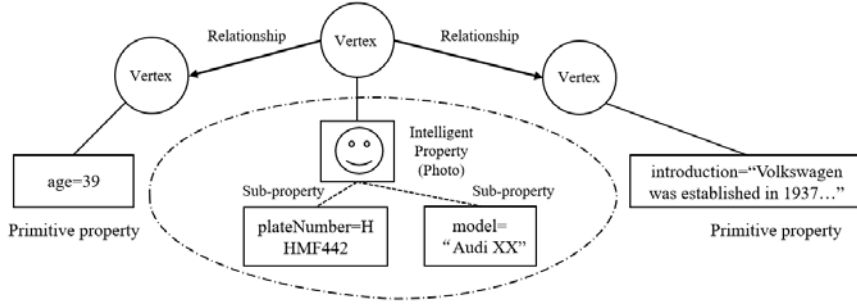 Relationship
Vertex
Relationship
Vertex
Vertex
Intelligent
Property
(Photo)
age=39
introduction=“Volkswagen
was established in 1937…”
Sub-property
Sub-property
Primitive property
plateNumber=H
HMF442
model=
“Audi XX”
Primitive property